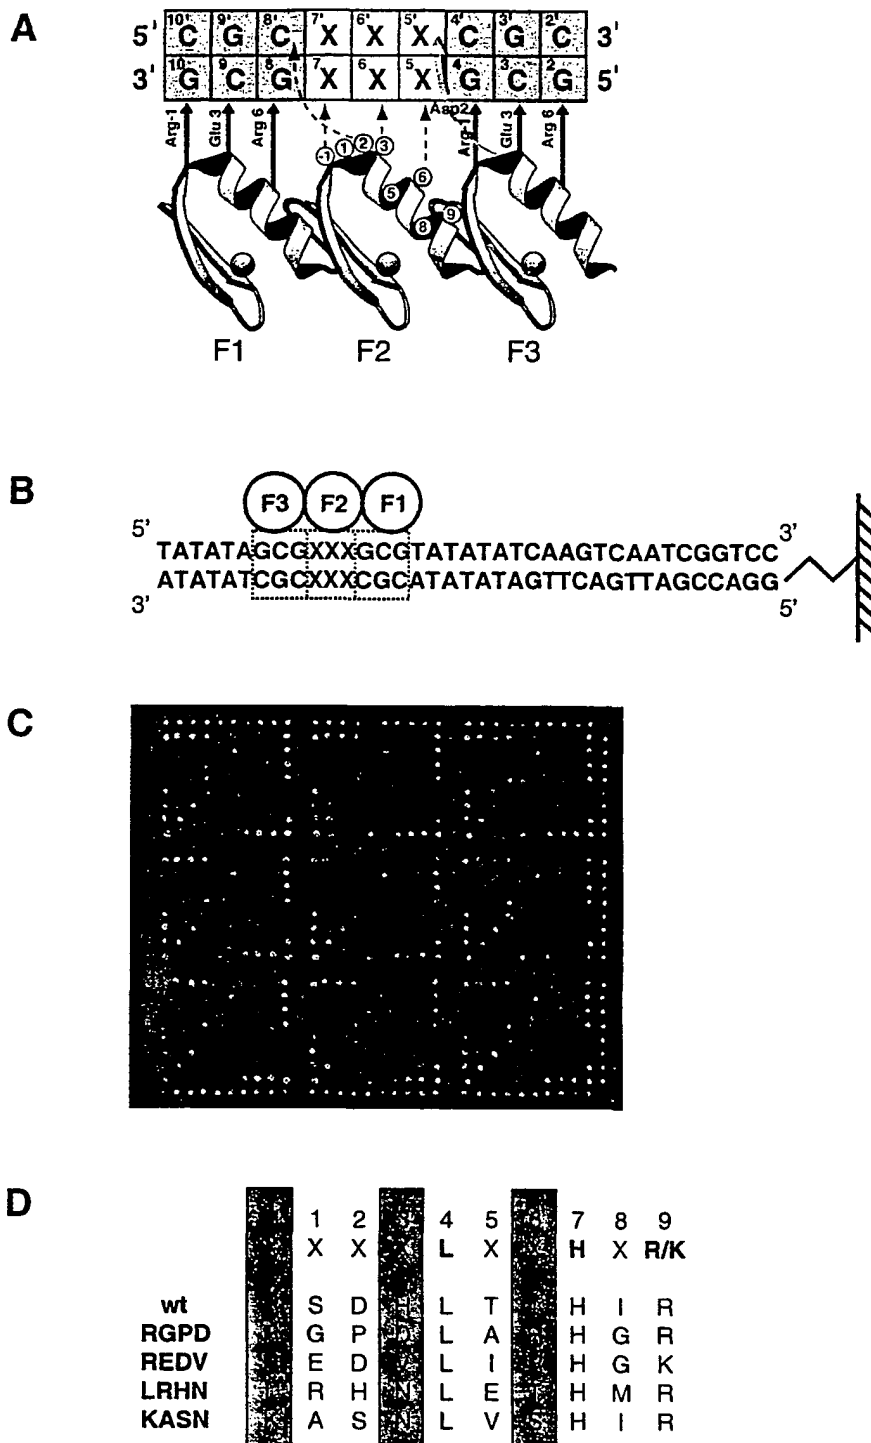 A
10' 9' 8' 7' 6' 5' 4' 3' 2'
5' C G C X X X C G C 3'
10 9 8 7 6 5 4 3 2
3' G C G X X X G C G 5'
Arg-1 Glu 3 Arg 6 Asp2 Arg-1 Glu 3 Arg 6
-1 1 2 3 5 6 8 9
F1 F2 F3
B
F3 F2 F1
5' 3'
TATATAGCGXXXGCGTATATATCAAGTCAATCGGTCC
ATATATCGCXXXCGCATATATAGTTCAGTTAGCCAGG
3' 5'
C
D
1 2 4 5 7 8 9
X X L X H X R/K
wt S D L T H I R
RGPD G P D L A H G R
REDV E D V L I H G K
LRHN R H N L E H M R
KASN A S N L V S H I R